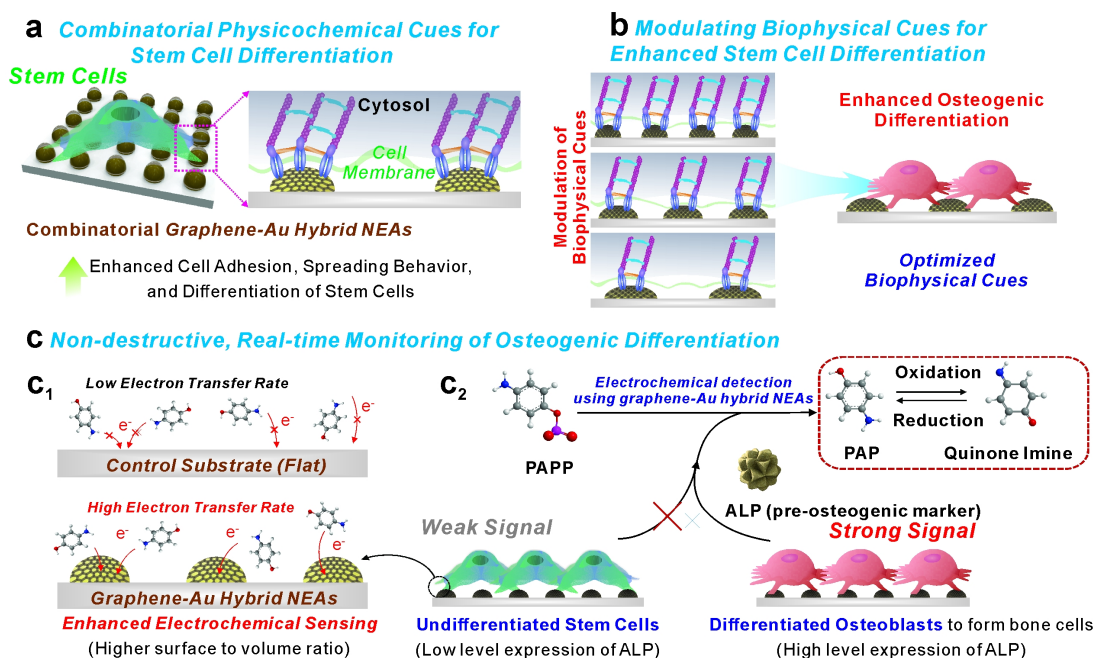 a Combinatorial Physicochemical Cues for
Stem Cell Differentiation
Stem Cells
Cytosol
Cell
Membrane
Combinatorial Graphene-Au Hybrid NEAs
Enhanced Cell Adhesion, Spreading Behavior,
and Differentiation of Stem Cells
b Modulating Biophysical Cues for
Enhanced Stem Cell Differentiation
Modulation of
Biophysical Cues
Enhanced Osteogenic
Differentiation
Optimized
Biophysical Cues
c Non-destructive, Real-time Monitoring of Osteogenic Differentiation
c1
Low Electron Transfer Rate
e-
e-
e-
Control Substrate (Flat)
High Electron Transfer Rate
e-
e-
e-
Graphene-Au Hybrid NEAs
Enhanced Electrochemical Sensing
(Higher surface to volume ratio)
c2
PAPP
Electrochemical detection
using graphene-Au hybrid NEAs
Oxidation
Reduction
PAP
Quinone Imine
ALP (pre-osteogenic marker)
Weak Signal
Strong Signal
Undifferentiated Stem Cells
(Low level expression of ALP)
Differentiated Osteoblasts to form bone cells
(High level expression of ALP)